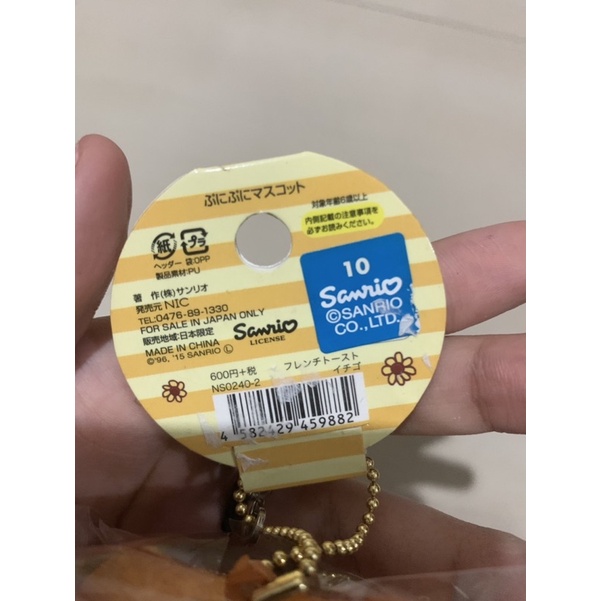 ぷにぷにマスコット
対象年齢6歳以上
内側記載の注意事項を
必ずお読みください。
紙 プラ
ヘッダー 袋:OPP
製品素材:PU
10
Sanrio
©SANRIO
CO.,LTD.
著 作(株)サンリオ
発売元 NIC
TEL:0476-89-1330
FOR SALE IN JAPAN ONLY
販売地域:日本限定
MADE IN CHINA
©'96, '15 SANRIO Ⓛ
Sanrio
LICENSE
600円+税
NS0240-2
フレンチトースト
イチゴ
4 582429 459882